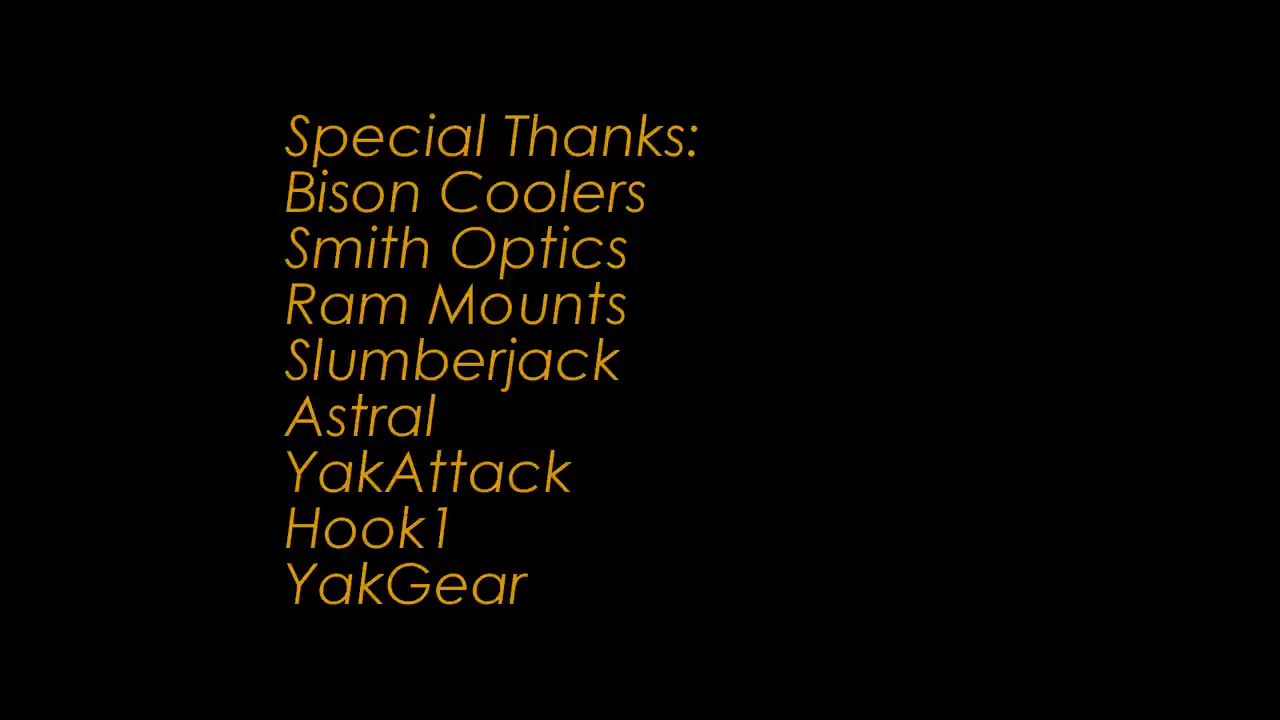 Special Thanks:
Bison Coolers
Smith Optics
Ram Mounts
Slumberjack
Astral
YakAttack
Hook1
YakGear